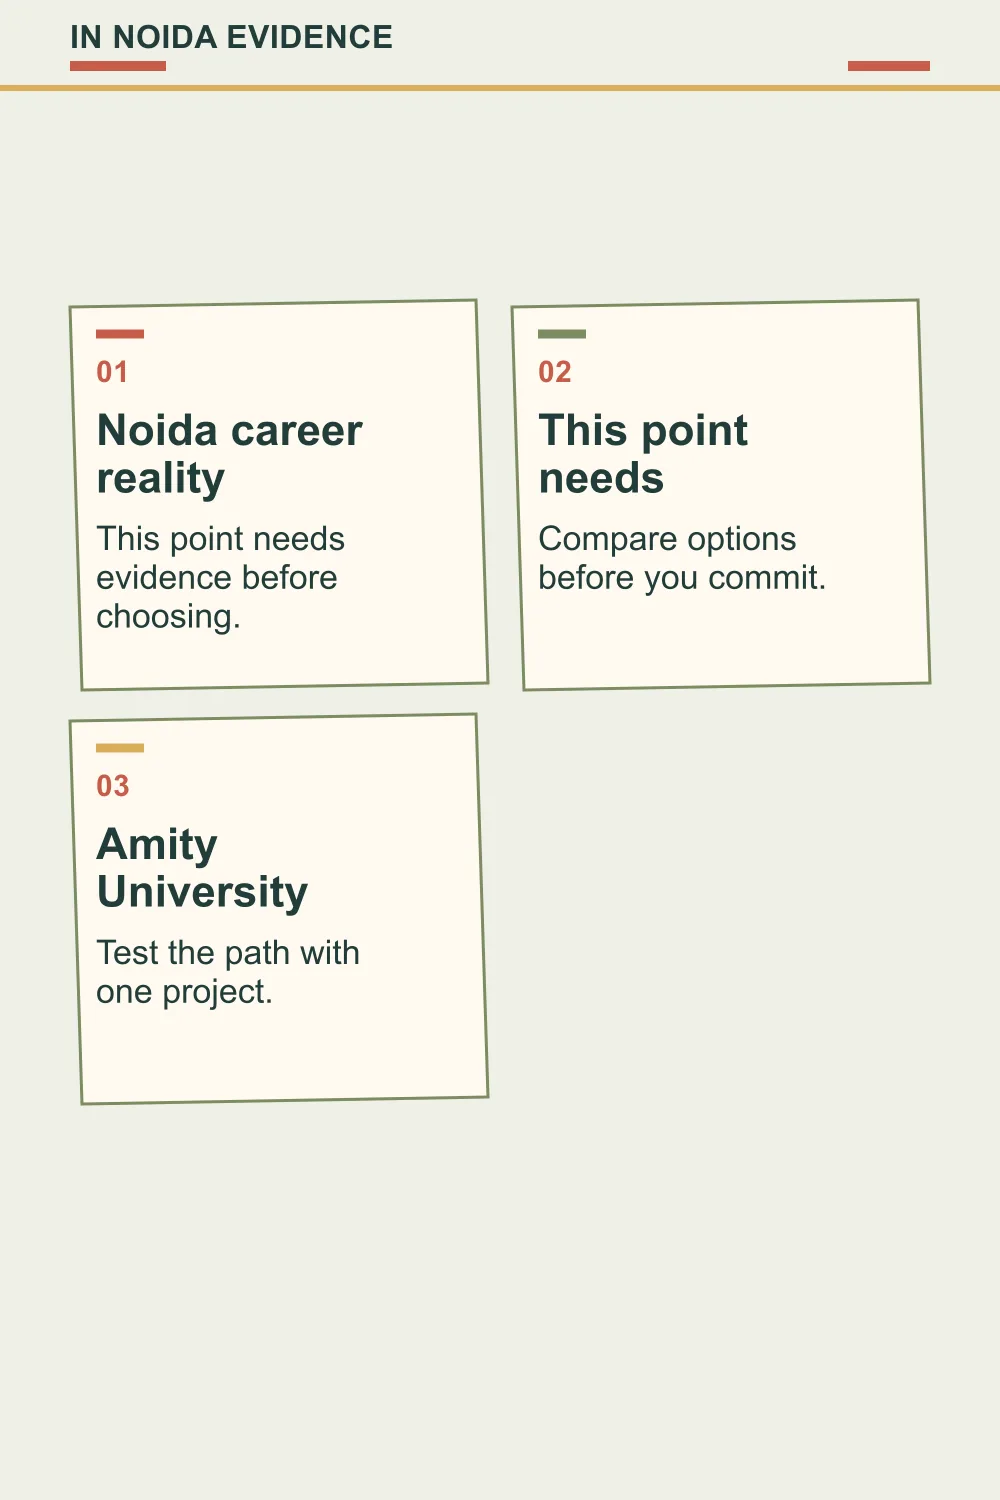 IN NOIDA EVIDENCE
01
Noida career
reality
This point needs
evidence before
choosing.
02
This point
needs
Compare options
before you commit.
03
Amity
University
Test the path with
one project.